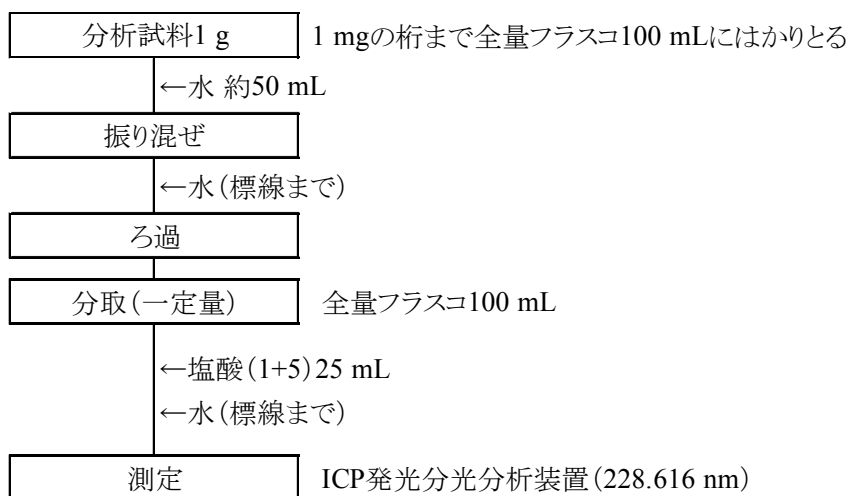 分析試料1 g 1 mgの桁まで全量フラスコ100 mLにはかりとる
←水 約50 mL
振り混ぜ
←水（標線まで）
ろ過
分取（一定量） 全量フラスコ100 mL
←塩酸（1+5）25 mL
←水（標線まで）
測定 ICP発光分光分析装置（228.616 nm）